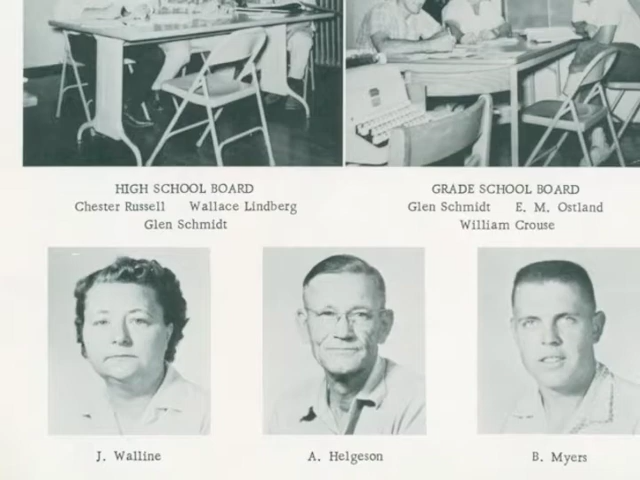 HIGH SCHOOL BOARD
Chester Russell Wallace Lindberg
Glen Schmidt
GRADE SCHOOL BOARD
Glen Schmidt E. M. Ostland
William Crouse
J. Walline
A. Helgeson
B. Myers